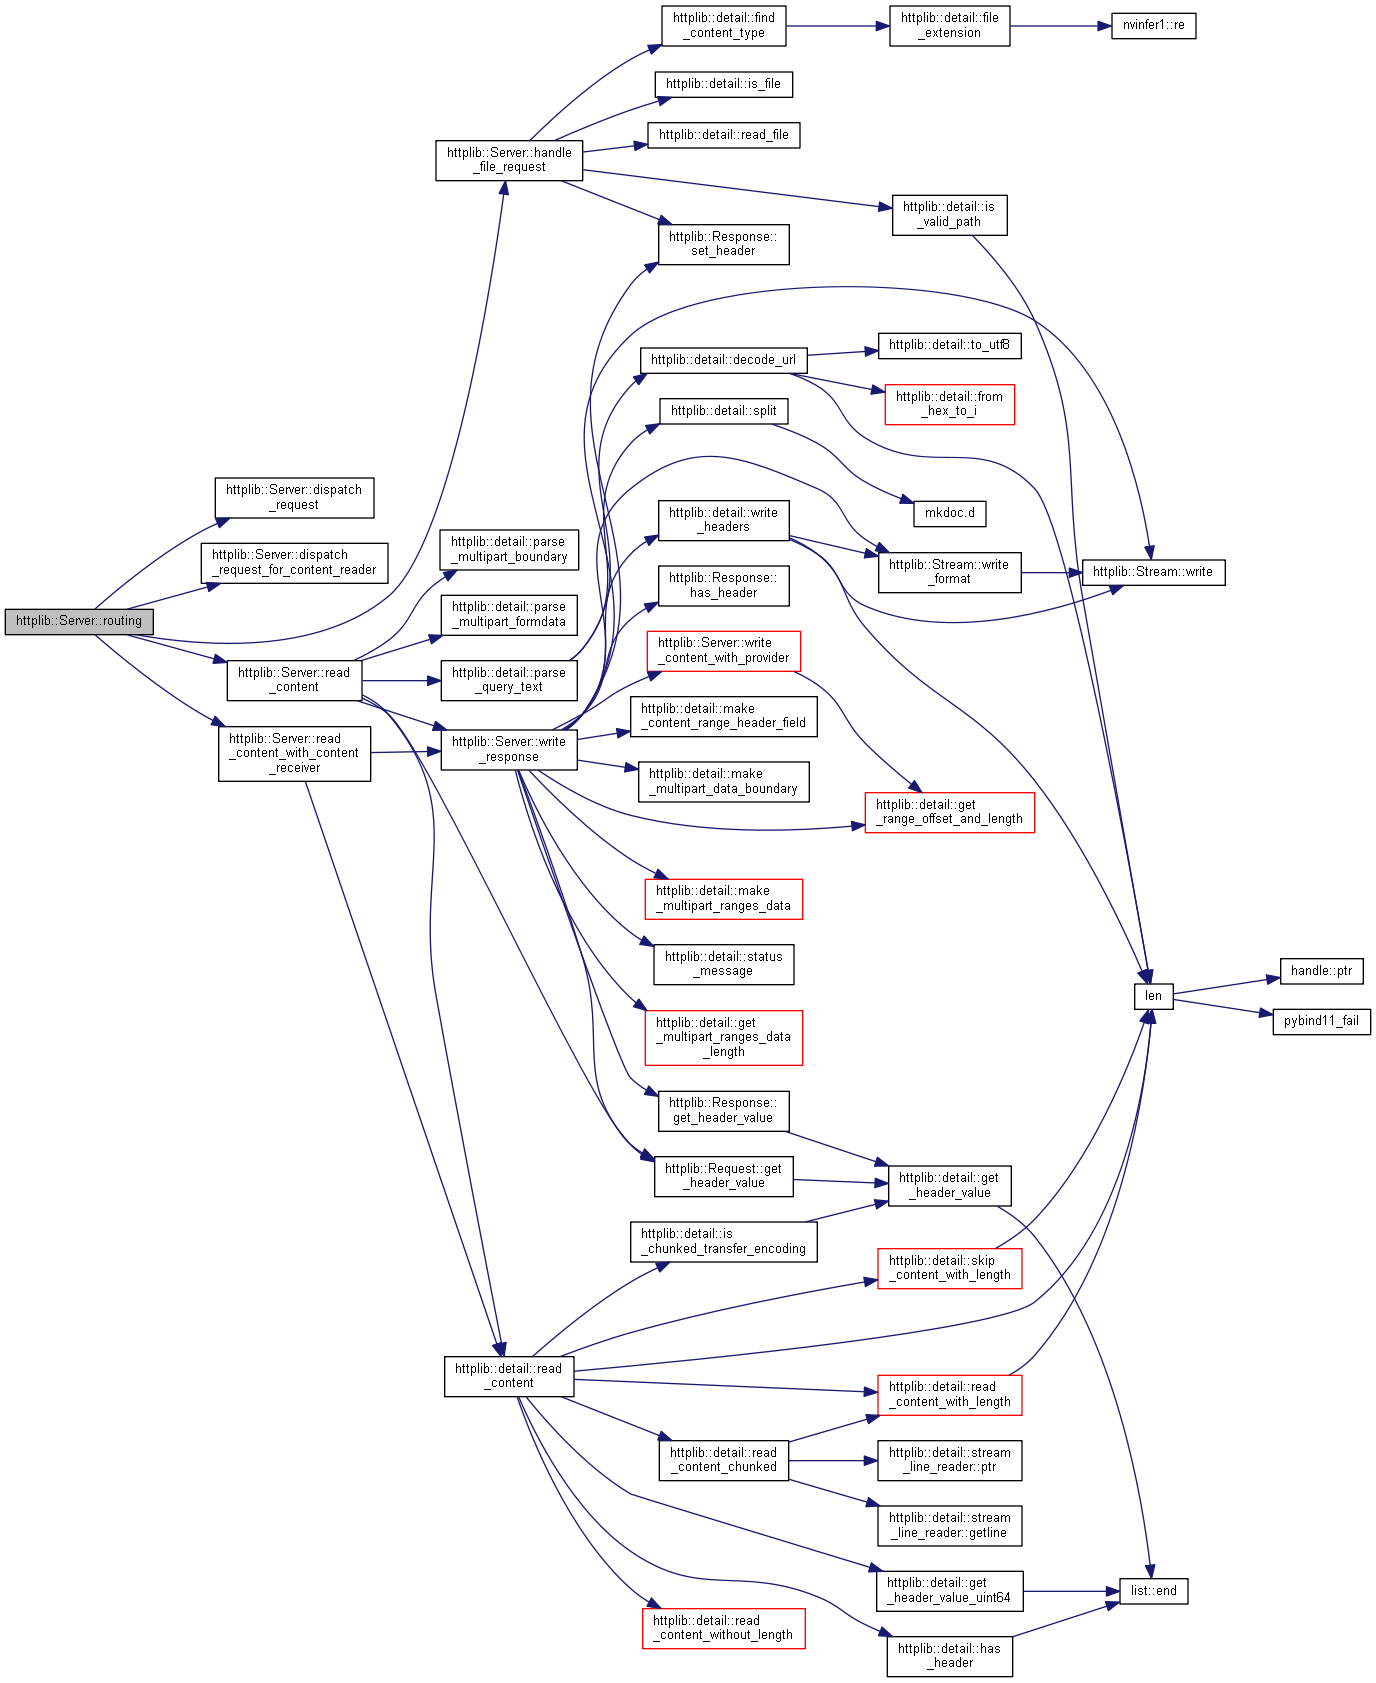 httplib::detail::find
_content_type
httplib::detail::file
_extension
nvinfer1::re
httplib::detail::is_file
httplib::detail::read_file
httplib::Server::handle
_file_request
httplib::detail::is
_valid_path
httplib::Response::
set_header
httplib::detail::decode_url
httplib::detail::to_utf8
httplib::detail::from
_hex_to_i
httplib::detail::split
mkdoc.d
httplib::Server::dispatch
_request
httplib::detail::write
_headers
httplib::Server::dispatch
_request_for_content_reader
httplib::detail::parse
_multipart_boundary
httplib::Stream::write
_format
httplib::Stream::write
httplib::Response::
has_header
httplib::Server::routing
httplib::detail::parse
_multipart_formdata
httplib::Server::write
_content_with_provider
httplib::Server::read
_content
httplib::detail::parse
_query_text
httplib::detail::make
_content_range_header_field
httplib::Server::read
_content_with_content
_receiver
httplib::Server::write
_response
httplib::detail::make
_multipart_data_boundary
httplib::detail::get
_range_offset_and_length
httplib::detail::make
_multipart_ranges_data
httplib::detail::status
_message
handle::ptr
len
pybind11_fail
httplib::detail::get
_multipart_ranges_data
_length
httplib::Response::
get_header_value
httplib::Request::get
_header_value
httplib::detail::get
_header_value
httplib::detail::is
_chunked_transfer_encoding
httplib::detail::skip
_content_with_length
httplib::detail::read
_content
httplib::detail::read
_content_with_length
httplib::detail::read
_content_chunked
httplib::detail::stream
_line_reader::ptr
httplib::detail::stream
_line_reader::getline
httplib::detail::get
_header_value_uint64
list::end
httplib::detail::read
_content_without_length
httplib::detail::has
_header